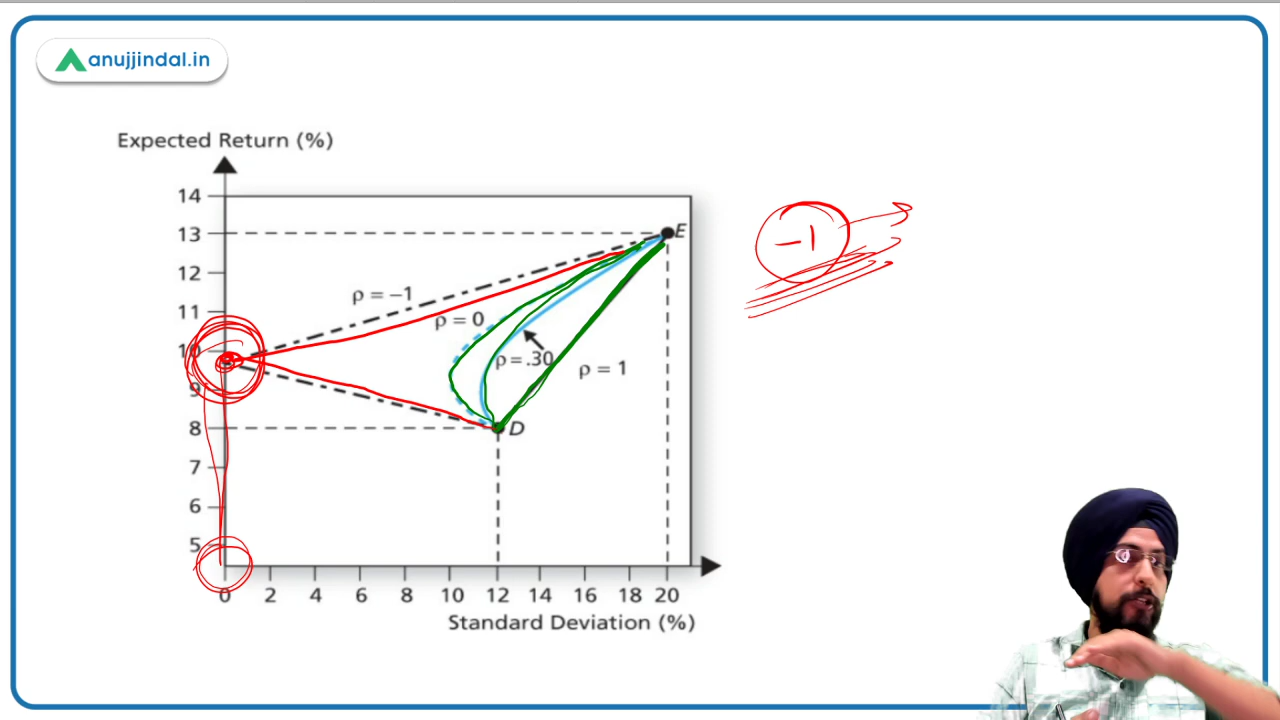 anujjindal.in
Expected Return (%)
14
13
12
11
10
9
8
7
6
5
E
D
ρ = −1
ρ = 0
ρ = .30
ρ = 1
−1
0 2 4 6 8 10 12 14 16 18 20
Standard Deviation (%)